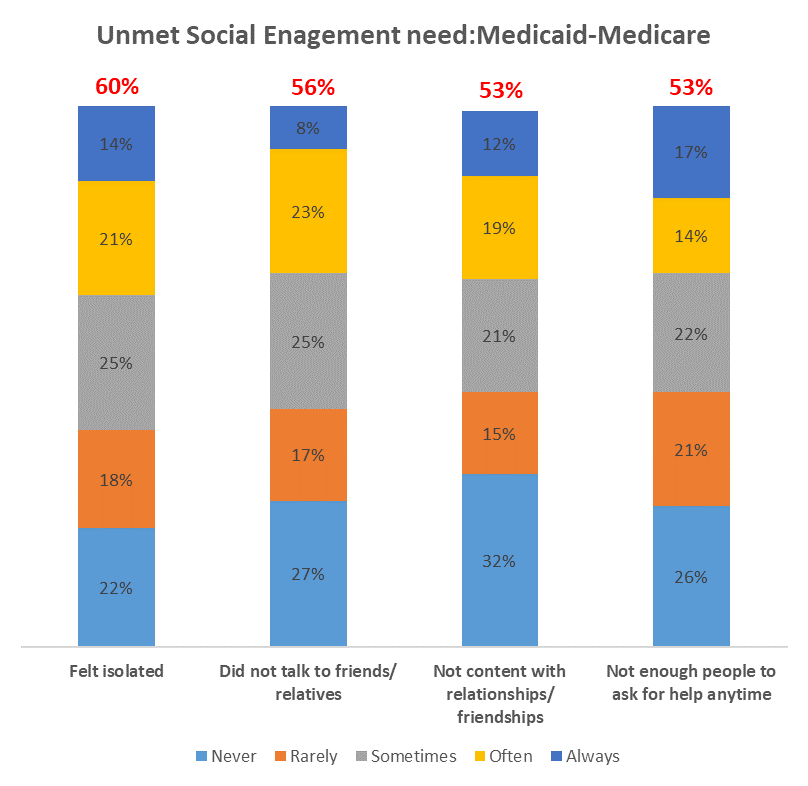 Unmet Social Enagement need:Medicaid-Medicare
60% 56% 53% 53%
14% 8% 12% 17%
21% 23% 19% 14%
25% 25% 21% 22%
18% 17% 15% 21%
22% 27% 32% 26%
Felt isolated
Did not talk to friends/
relatives
Not content with
relationships/
friendships
Not enough people to
ask for help anytime
Never Rarely Sometimes Often Always